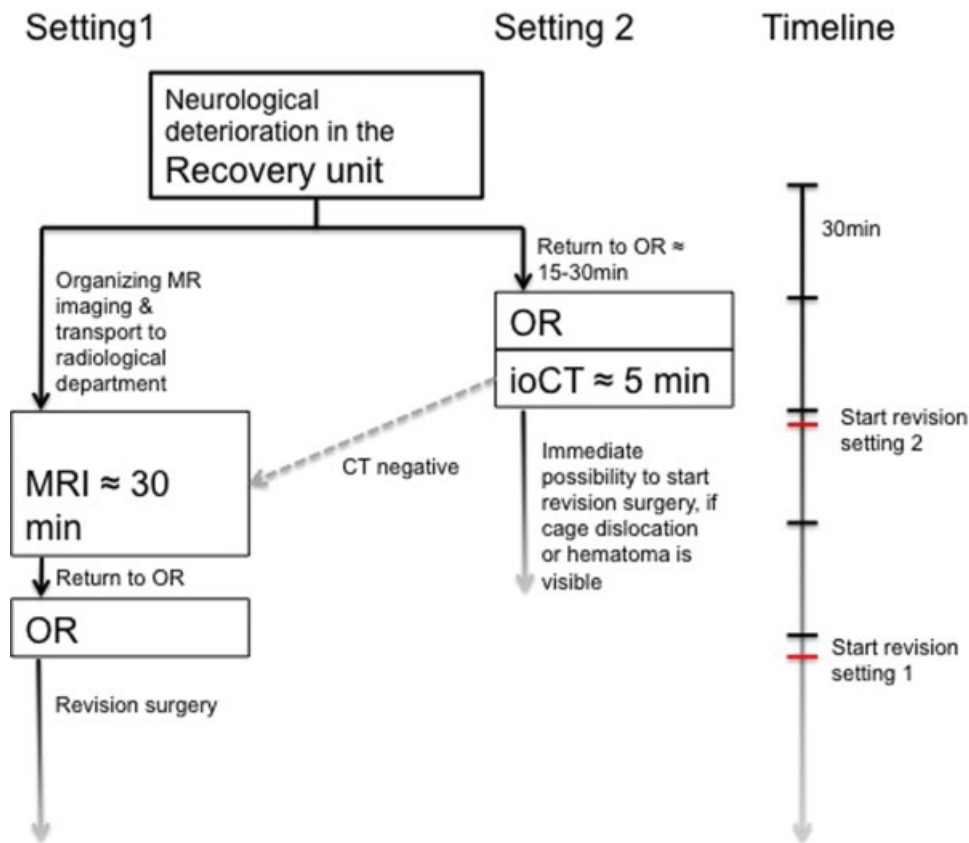 Setting1
Setting 2
Timeline
Neurological
deterioration in the
Recovery unit
30min
Return to OR ≈
15-30min
Organizing MR
imaging &
transport to
radiological
department
OR
ioCT ≈ 5 min
Start revision
setting 2
CT negative
Immediate
possibility to start
revision surgery, if
cage dislocation
or hematoma is
visible
MRI ≈ 30
min
Return to OR
OR
Start revision
setting 1
Revision surgery